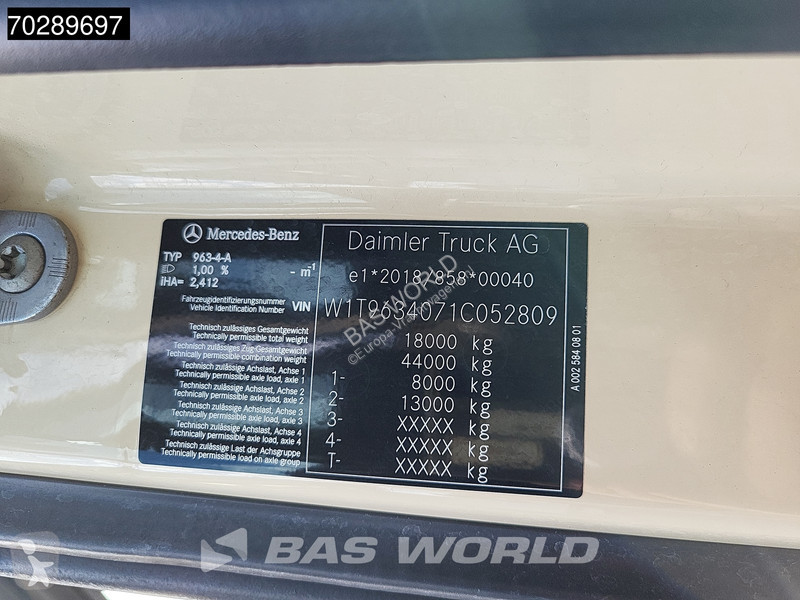 70289697
Mercedes-Benz
TYP 963-4-A
1,00 % - m⁻¹
iHA= 2,412
Fahrzeugidentifizierungsnummer
Vehicle Identification Number VIN
Technisch zulässiges Gesamtgewicht
Technically permissible total weight
Technisch zulässiges Zug-Gesamtgewicht
Technically permissible combination weight
Technisch zulässige Achslast, Achse 1
Technically permissible axle load, axle 1
Technisch zulässige Achslast, Achse 2
Technically permissible axle load, axle 2
Technisch zulässige Achslast, Achse 3
Technically permissible axle load, axle 3
Technisch zulässige Achslast, Achse 4
Technically permissible axle load, axle 4
Technisch zulässige Last der Achsgruppe
Technically permissible load on axle group
Daimler Truck AG
e1*2018/858*00040
W1T9634071C052809
18000 kg
44000 kg
1- 8000 kg
2- 13000 kg
3- XXXXX kg
4- XXXXX kg
T- XXXXX kg
A 002 584 08 01
BAS WORLD
BAS WORLD
BAS WORLD